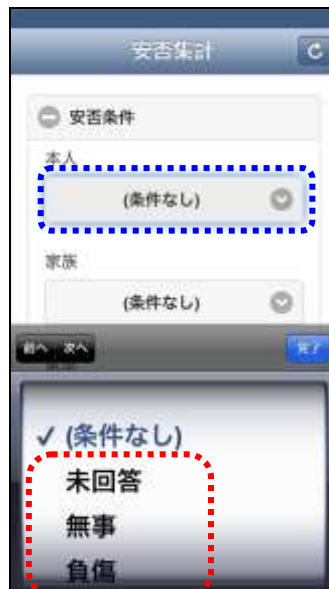 安否集計
安否条件
本人
(条件なし)
家族
(条件なし)
前へ 次へ
完了
✓ (条件なし)
未回答
無事
負傷